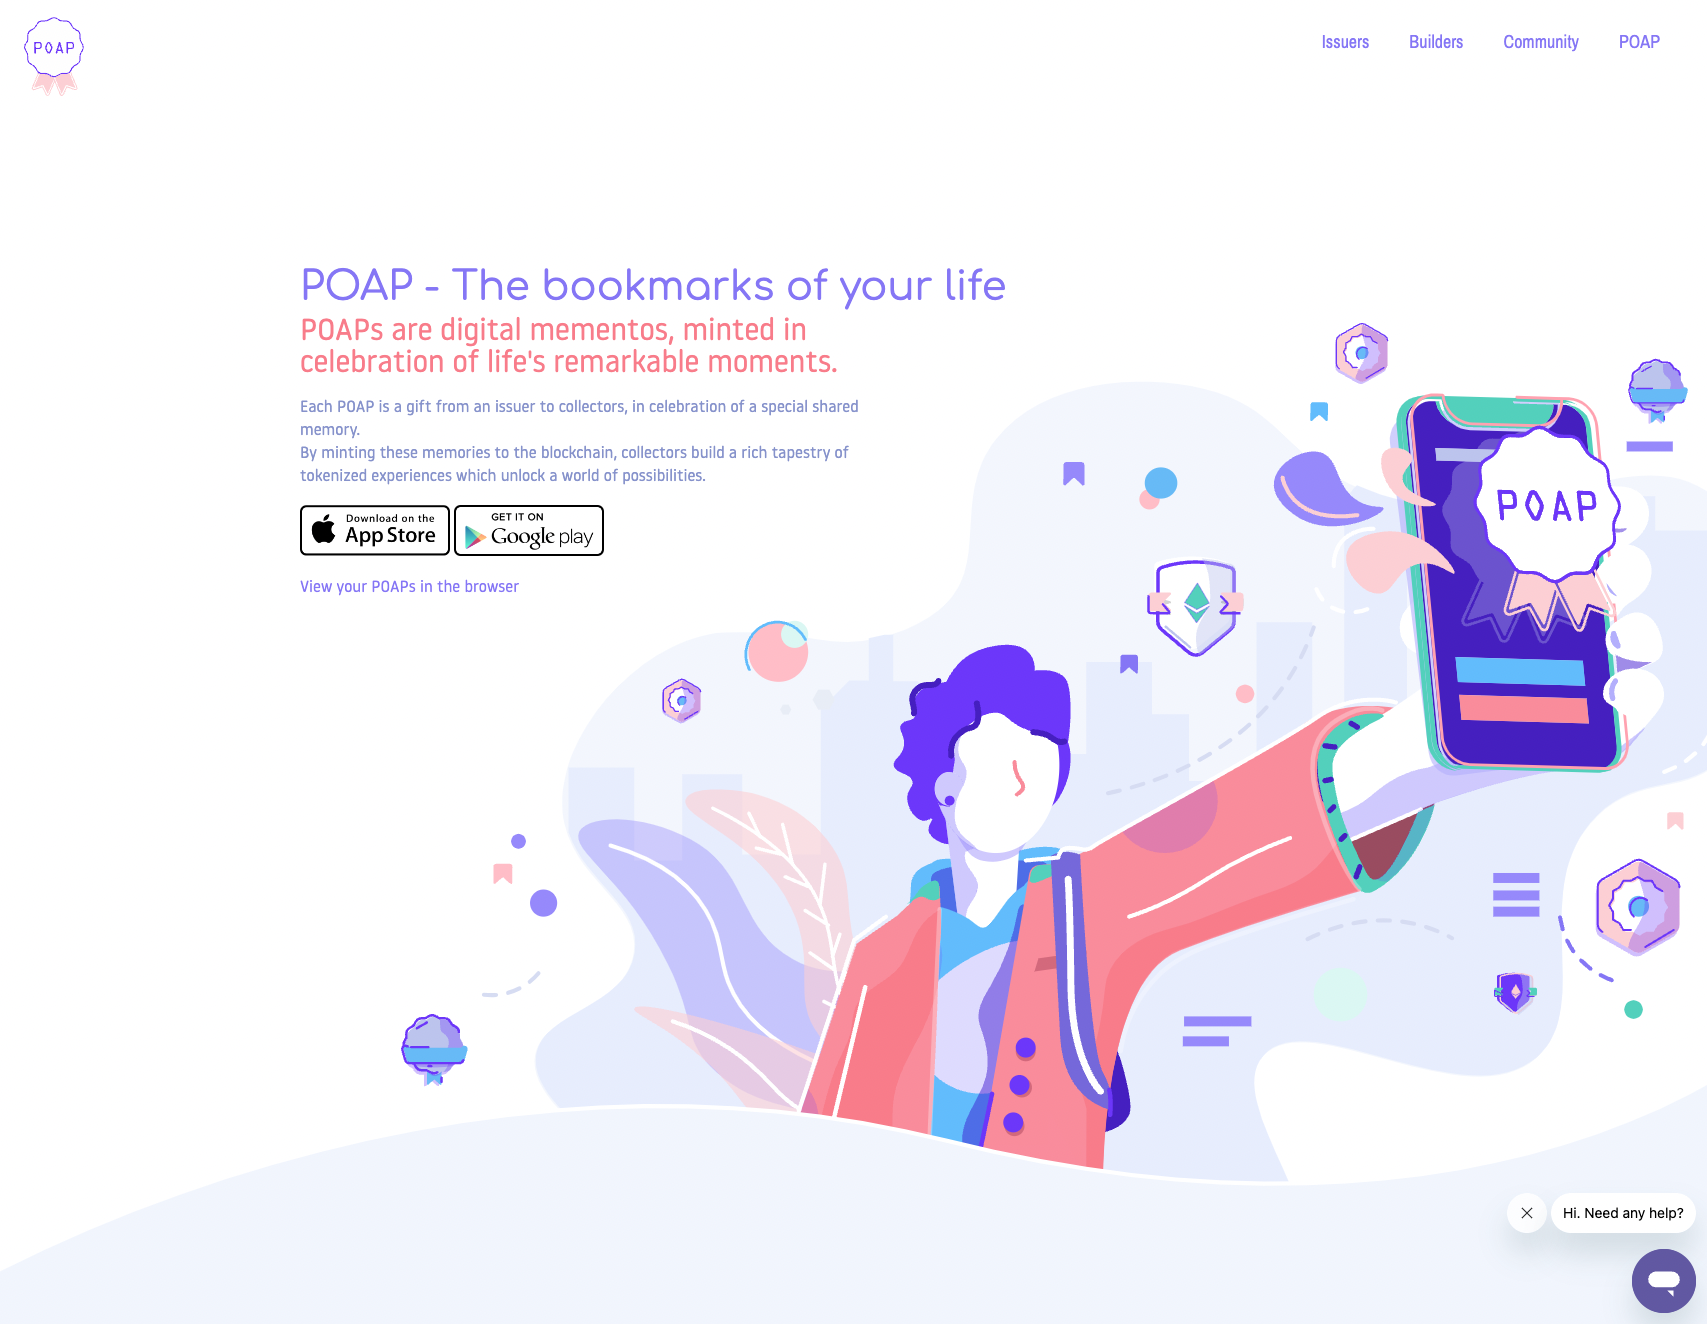 POAP
Issuers
Builders
Community
POAP
POAP - The bookmarks of your life
POAPs are digital mementos, minted in
celebration of life's remarkable moments.
Each POAP is a gift from an issuer to collectors, in celebration of a special shared
memory.
By minting these memories to the blockchain, collectors build a rich tapestry of
tokenized experiences which unlock a world of possibilities.
Download on the
App Store
GET IT ON
Google play
View your POAPs in the browser
POAP
Hi. Need any help?